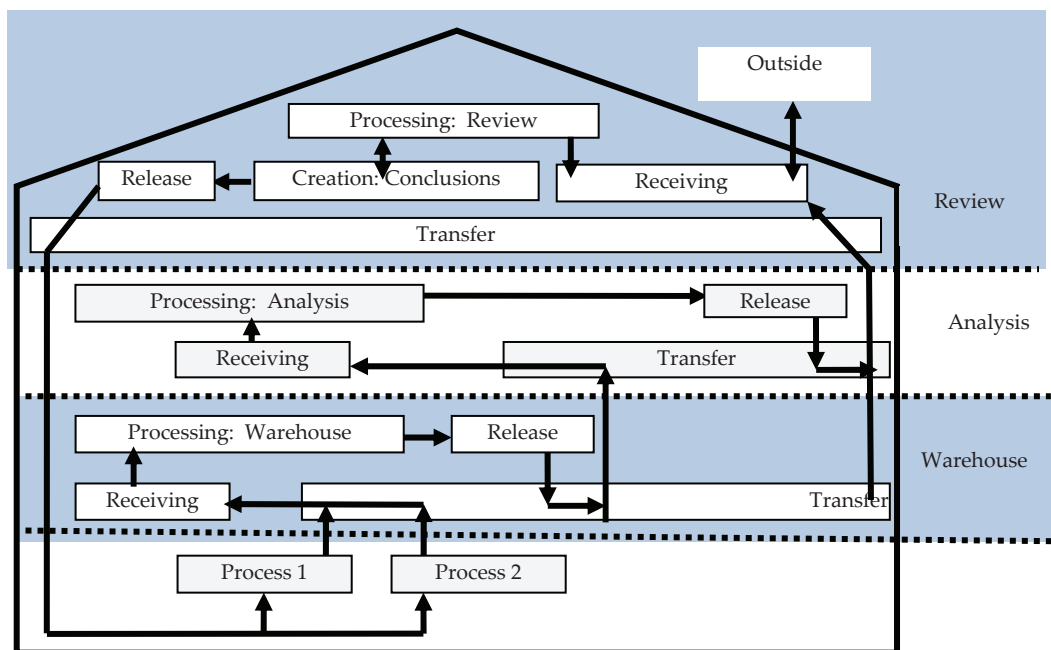 Outside
Processing: Review
Release
Creation: Conclusions
Receiving
Review
Transfer
Processing: Analysis
Release
Analysis
Receiving
Transfer
Processing: Warehouse
Release
Warehouse
Receiving
Transfer
Process 1
Process 2